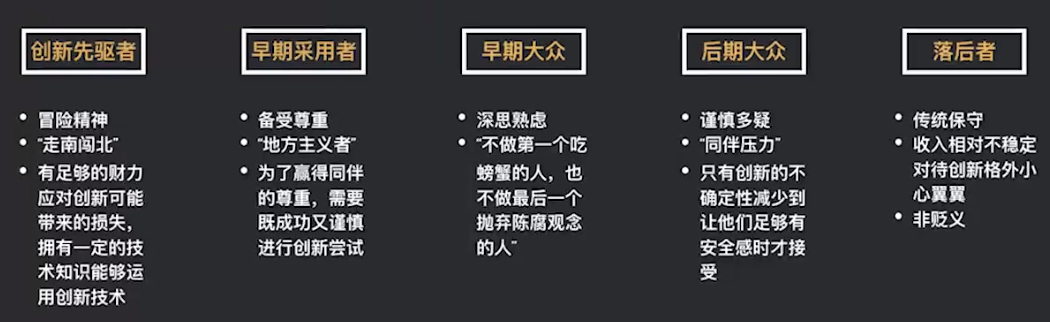 创新先驱者
• 冒险精神
• “走南闯北”
• 有足够的财力
应对创新可能
带来的损失，
拥有一定的技
术知识能够运
用创新技术
早期采用者
• 备受尊重
• “地方主义者”
• 为了赢得同伴
的尊重，需要
既成功又谨慎
进行创新尝试
早期大众
• 深思熟虑
• “不做第一个吃
螃蟹的人，也
不做最后一个
抛弃陈腐观念
的人”
后期大众
• 谨慎多疑
• “同伴压力”
• 只有创新的不
确定性减少到
让他们足够有
安全感时才接
受
落后者
• 传统保守
• 收入相对不稳定
对待创新格外小
心翼翼
• 非贬义